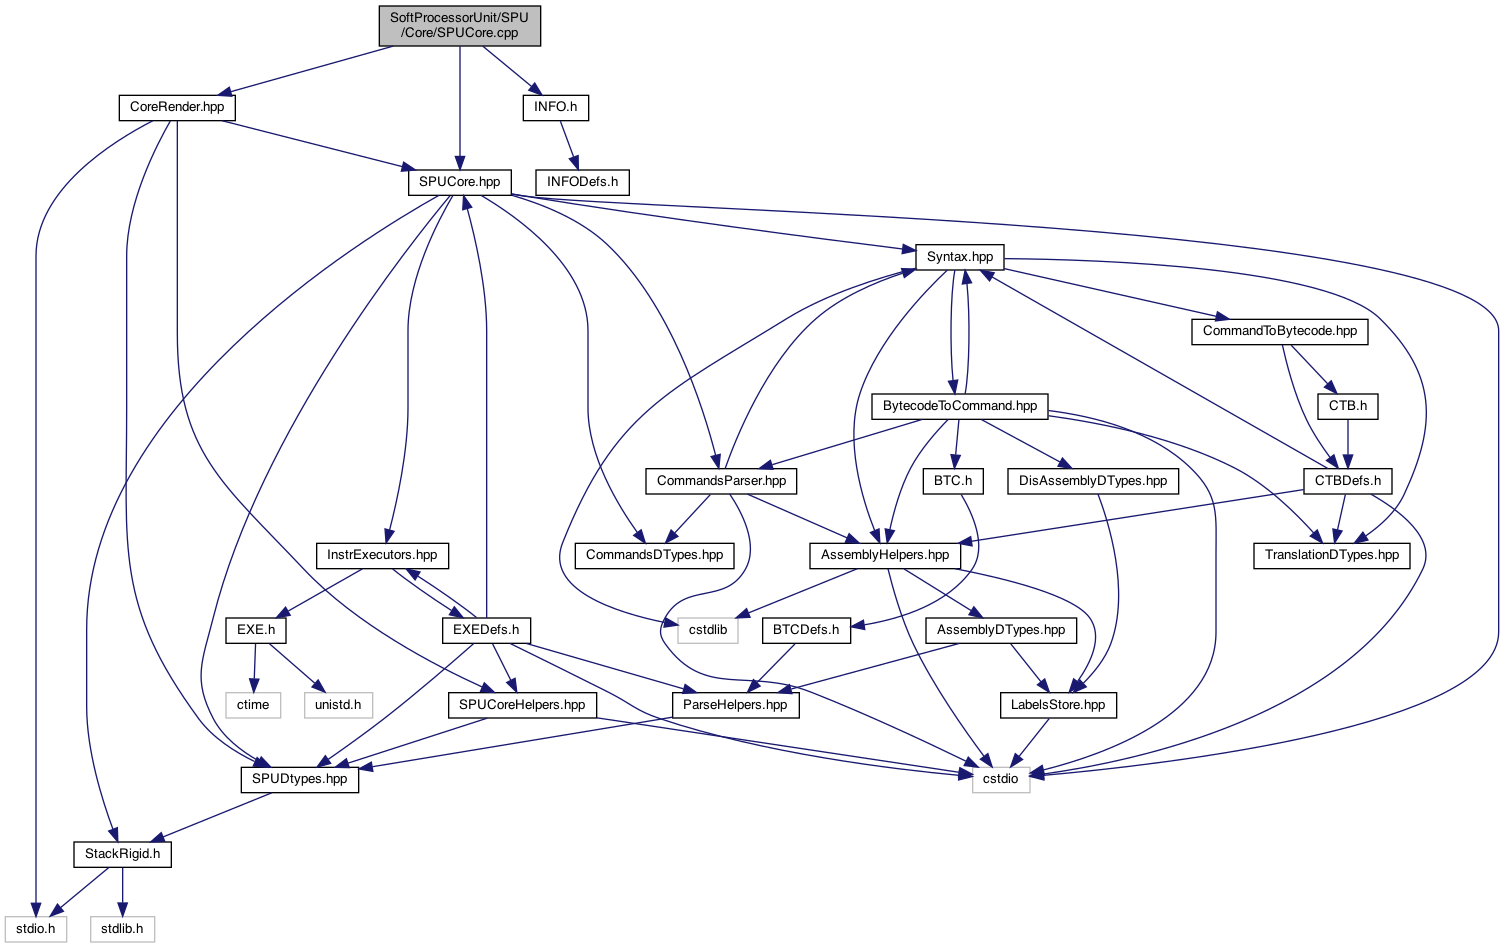 SoftProcessorUnit/SPU
/Core/SPUCore.cpp
CoreRender.hpp
INFO.h
SPUCore.hpp
INFODefs.h
Syntax.hpp
CommandToBytecode.hpp
BytecodeToCommand.hpp
CTB.h
CommandsParser.hpp
BTC.h
DisAssemblyDTypes.hpp
CTBDefs.h
InstrExecutors.hpp
CommandsDTypes.hpp
AssemblyHelpers.hpp
TranslationDTypes.hpp
EXE.h
EXEDefs.h
cstdlib
BTCDefs.h
AssemblyDTypes.hpp
ctime
unistd.h
SPUCoreHelpers.hpp
ParseHelpers.hpp
LabelsStore.hpp
SPUDtypes.hpp
cstdio
StackRigid.h
stdio.h
stdlib.h